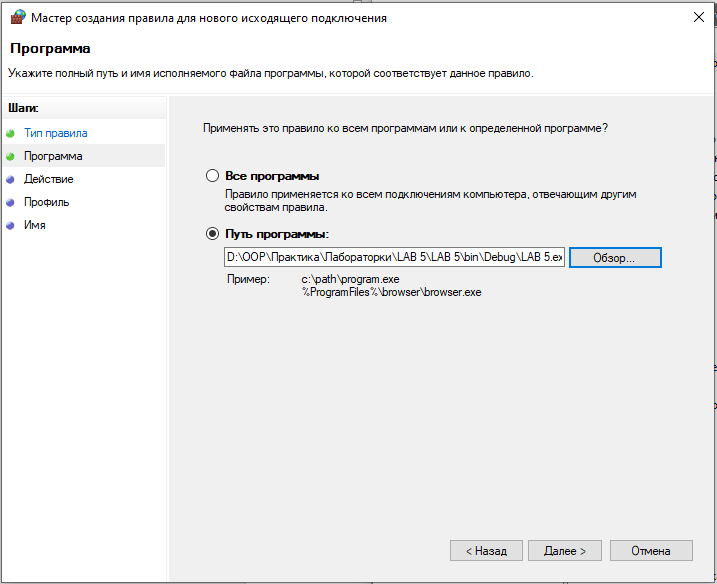 Мастер создания правила для нового исходящего подключения
Программа
Укажите полный путь и имя исполняемого файла программы, которой соответствует данное правило.
Шаги:
Тип правила
Программа
Действие
Профиль
Имя
Применять это правило ко всем программам или к определенной программе?
Все программы
Правило применяется ко всем подключениям компьютера, отвечающим другим
свойствам правила.
Путь программы:
D:\OOP\Практика\Лабораторки\LAB 5\LAB 5\bin\Debug\LAB 5.ex
Обзор...
Пример:
c:\path\program.exe
%ProgramFiles%\browser\browser.exe
< Назад
Далее >
Отмена